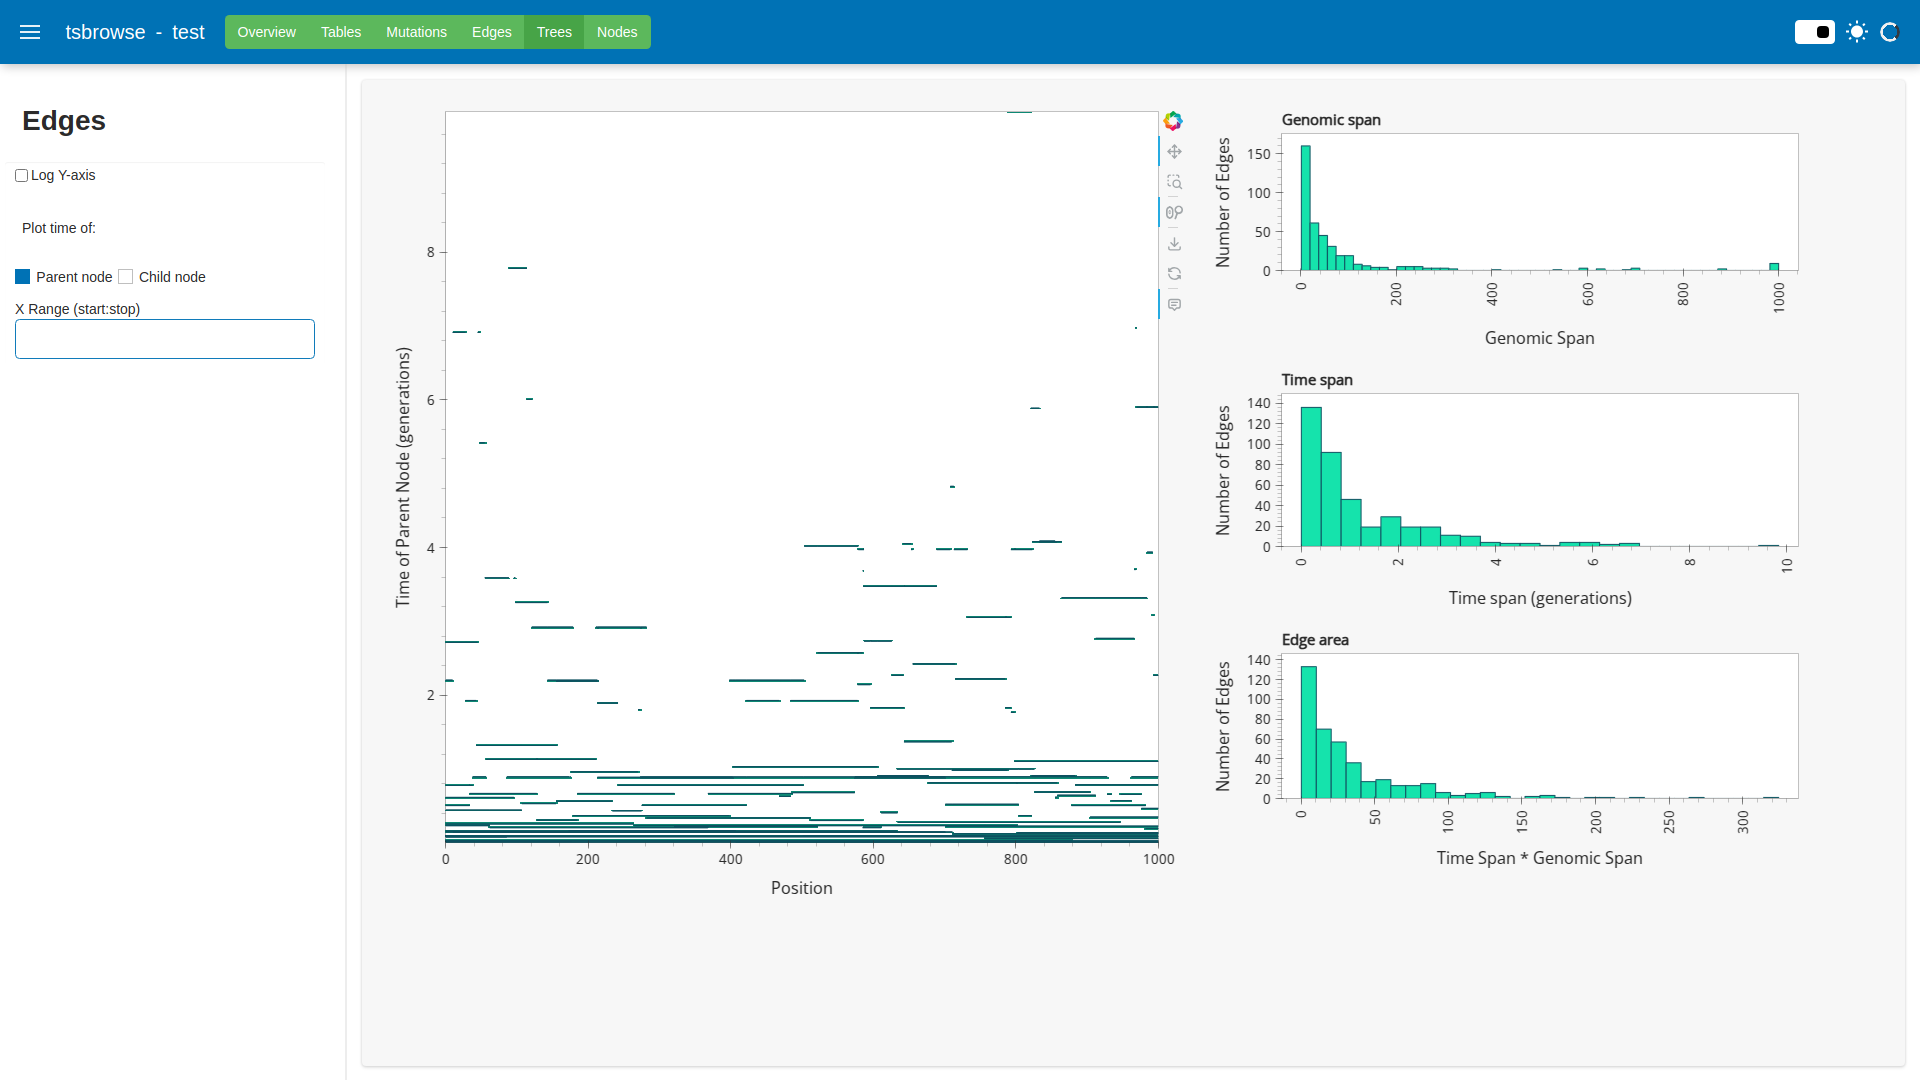 tsbrowse - test
Overview Tables Mutations Edges Trees Nodes
Edges
Log Y-axis
Plot time of:
Parent node Child node
X Range (start:stop)
Time of Parent Node (generations)
8
6
4
2
0 200 400 600 800 1000
Position
Genomic span
Number of Edges
150
100
50
0
0 200 400 600 800 1000
Genomic Span
Time span
Number of Edges
140
120
100
80
60
40
20
0
0 2 4 6 8 10
Time span (generations)
Edge area
Number of Edges
140
120
100
80
60
40
20
0
0 50 100 150 200 250 300
Time Span * Genomic Span